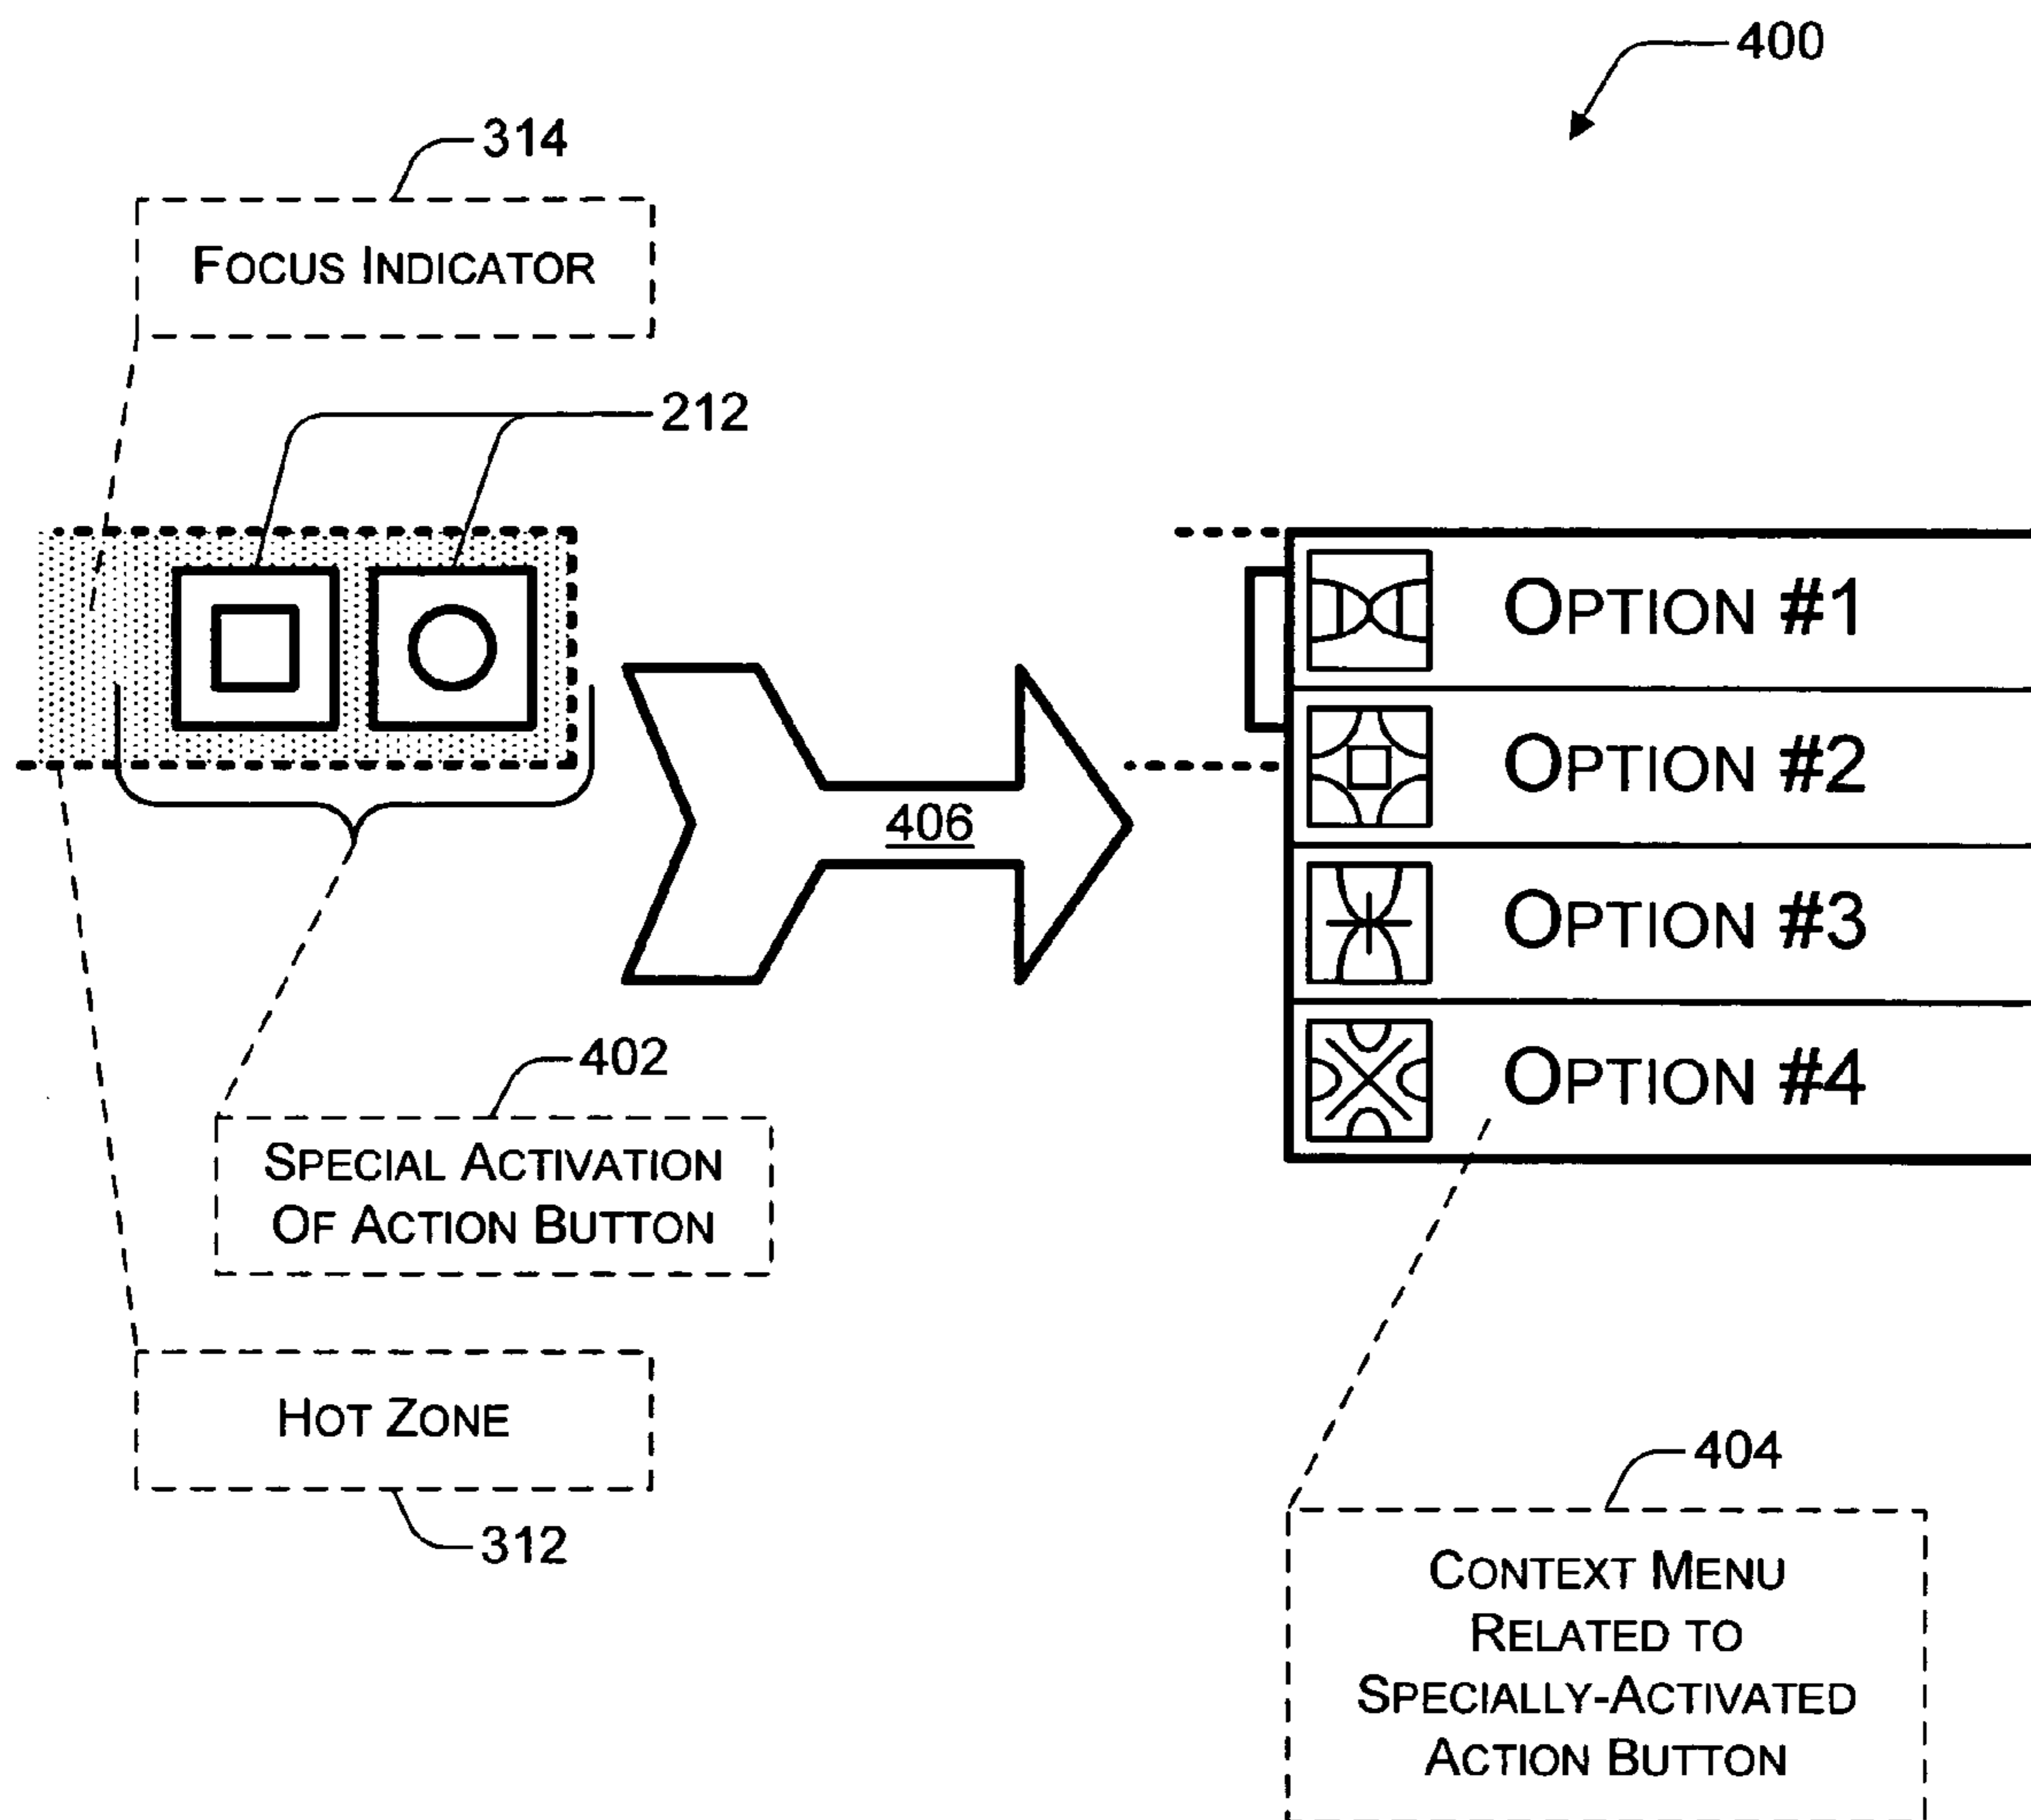 400
314
FOCUS INDICATOR
212
OPTION #1
OPTION #2
406
OPTION #3
402
OPTION #4
SPECIAL ACTIVATION
OF ACTION BUTTON
HOT ZONE
404
312
CONTEXT MENU
RELATED TO
SPECIALLY-ACTIVATED
ACTION BUTTON